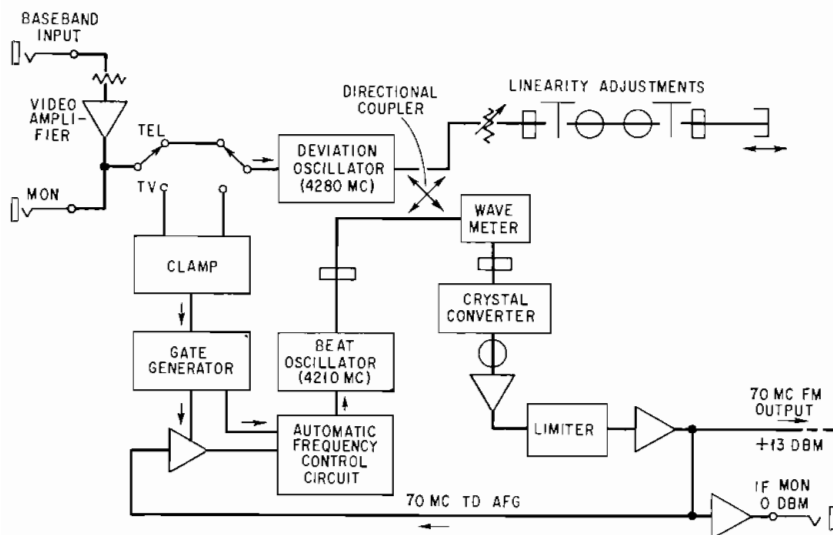 BASEBAND
INPUT
VIDEO
AMPLI-
FIER
MON
TEL
TV
DEVIATION
OSCILLATOR
(4280 MC)
DIRECTIONAL
COUPLER
LINEARITY ADJUSTMENTS
WAVE
METER
CLAMP
CRYSTAL
CONVERTER
GATE
GENERATOR
BEAT
OSCILLATOR
(4210 MC)
AUTOMATIC
FREQUENCY
CONTROL
CIRCUIT
LIMITER
70 MC FM
OUTPUT
+13 DBM
70 MC TD AFG
IF MON
0 DBM